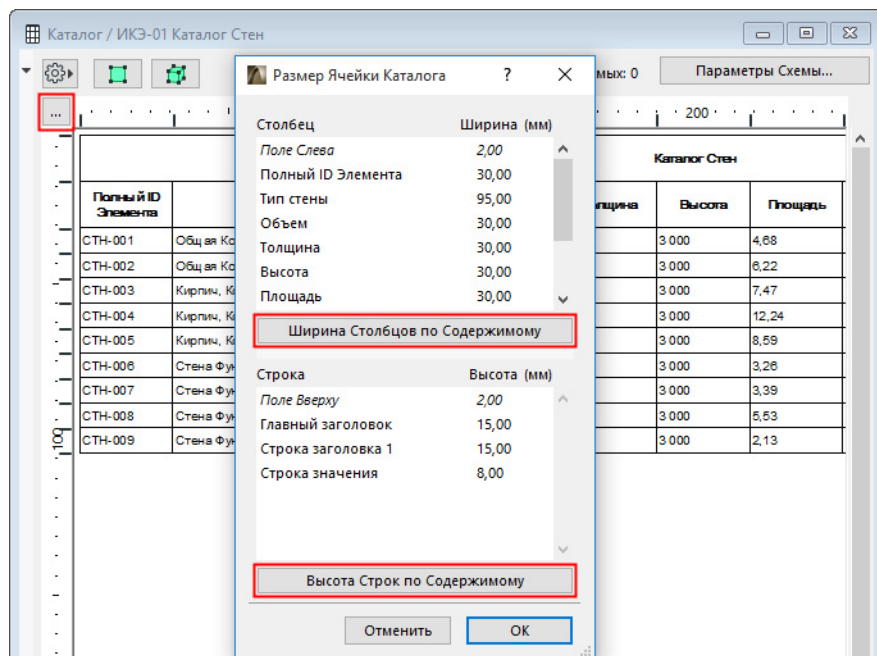 Каталог / ИКЭ-01 Каталог Стен
Размер Ячейки Каталога ?
мых: 0 Параметры Схемы...
...
200
Столбец Ширина (мм)
Поле Слева 2,00
Полный ID Элемента 30,00
Тип стены 95,00
Объем 30,00
Толщина 30,00
Высота 30,00
Площадь 30,00
Ширина Столбцов по Содержимому
Строка Высота (мм)
Поле Вверху 2,00
Главный заголовок 15,00
Строка заголовка 1 15,00
Строка значения 8,00
Высота Строк по Содержимому
Отменить OK
Каталог Стен
Полный ID Элемента
лщина Высота Площадь
СТН-001 Общая Ко 3 000 4,68
СТН-002 Общая Ко 3 000 6,22
СТН-003 Кирпич, Ки 3 000 7,47
СТН-004 Кирпич, Ки 3 000 12,24
СТН-005 Кирпич, Ки 3 000 8,59
СТН-006 Стена Фун 3 000 3,26
СТН-007 Стена Фун 3 000 3,39
СТН-008 Стена Фун 3 000 5,53
СТН-009 Стена Фун 3 000 2,13
100